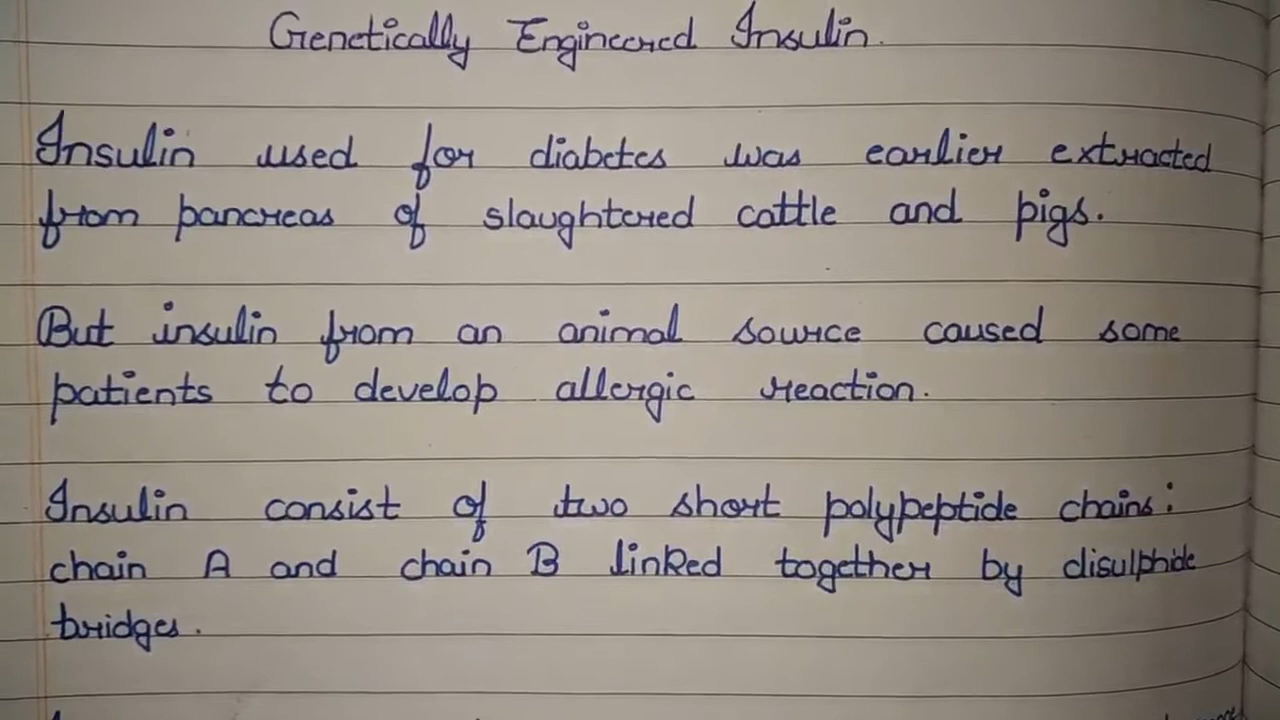 Genetically Engineered Insulin.
Insulin used for diabetes was earlier extracted
from pancreas of slaughtered cattle and pigs.
But insulin from an animal source caused some
patients to develop allergic reaction.
Insulin consist of two short polypeptide chains:
chain A and chain B linked together by disulphide
bridges.